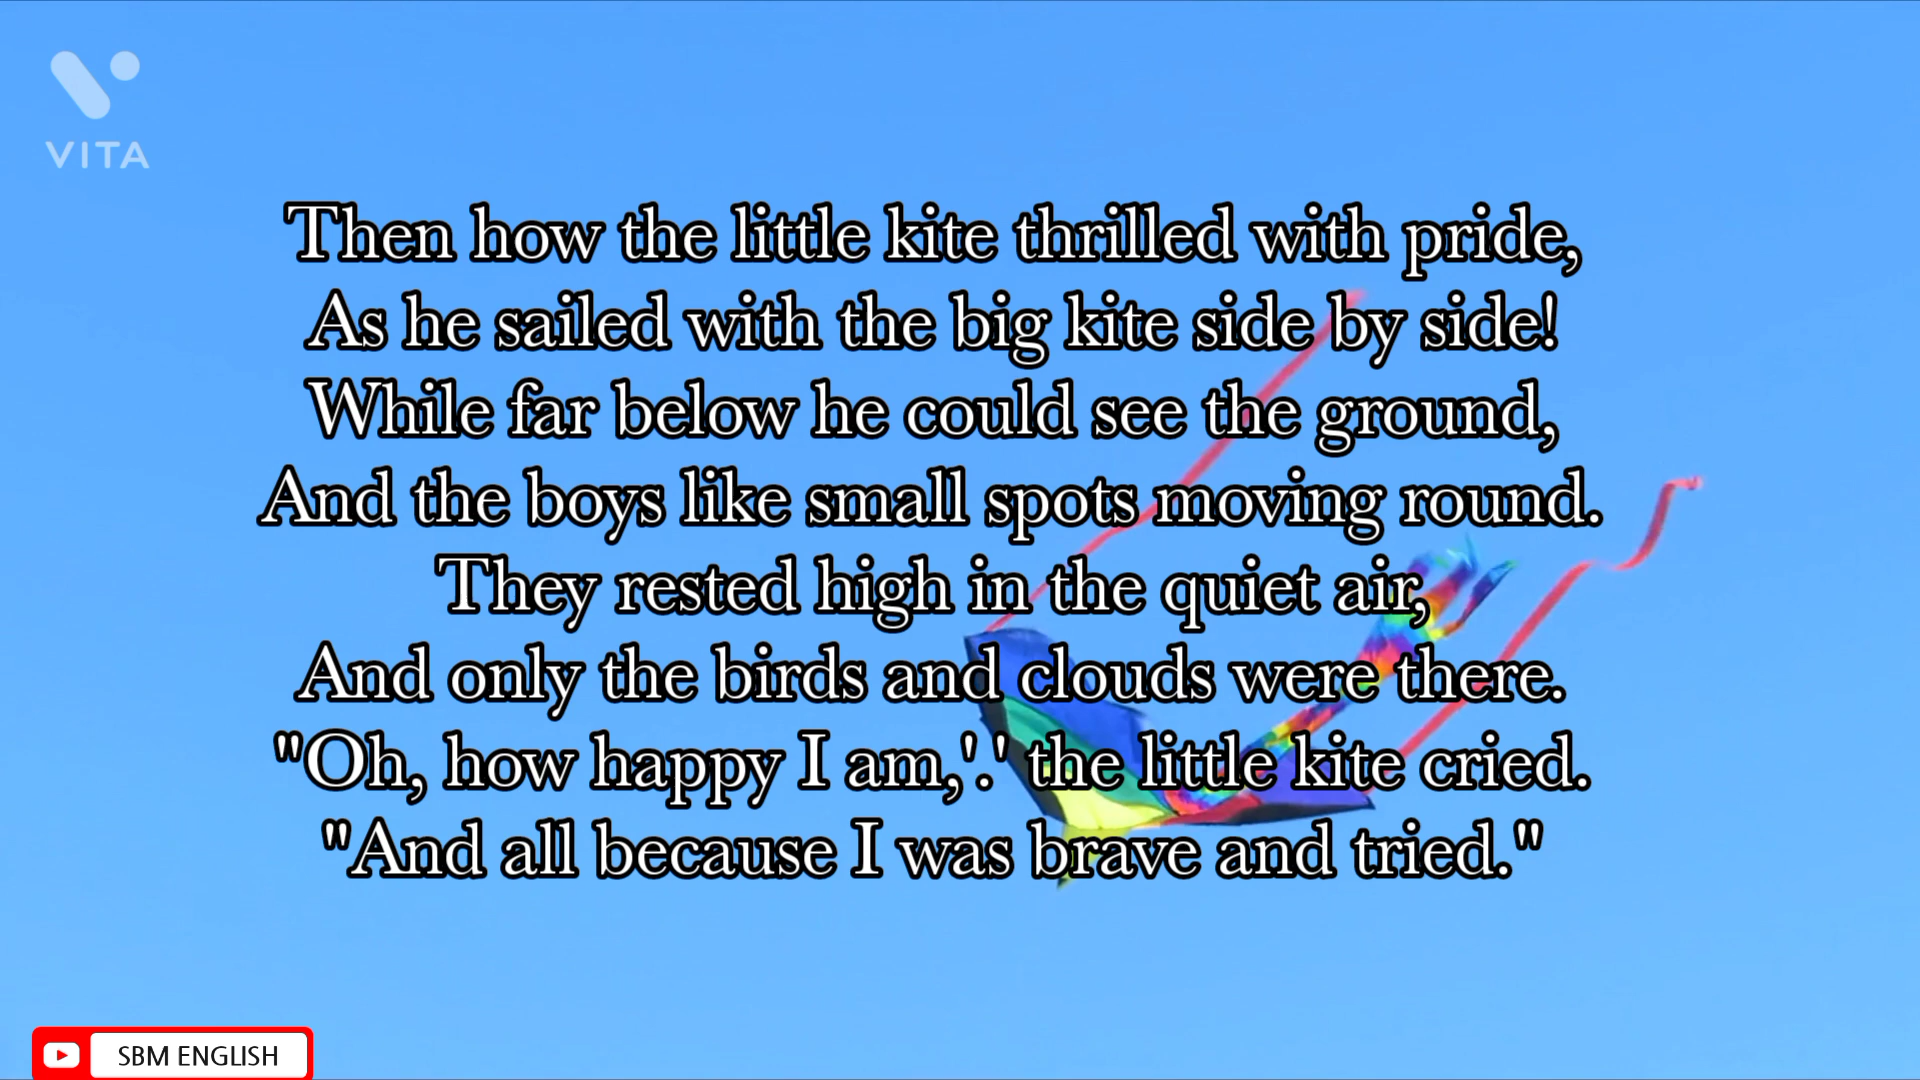 VITA
Then how the little kite thrilled with pride,
As he sailed with the big kite side by side!
While far below he could see the ground,
And the boys like small spots moving round.
They rested high in the quiet air,
And only the birds and clouds were there.
"Oh, how happy I am,'.' the little kite cried.
"And all because I was brave and tried."
SBM ENGLISH